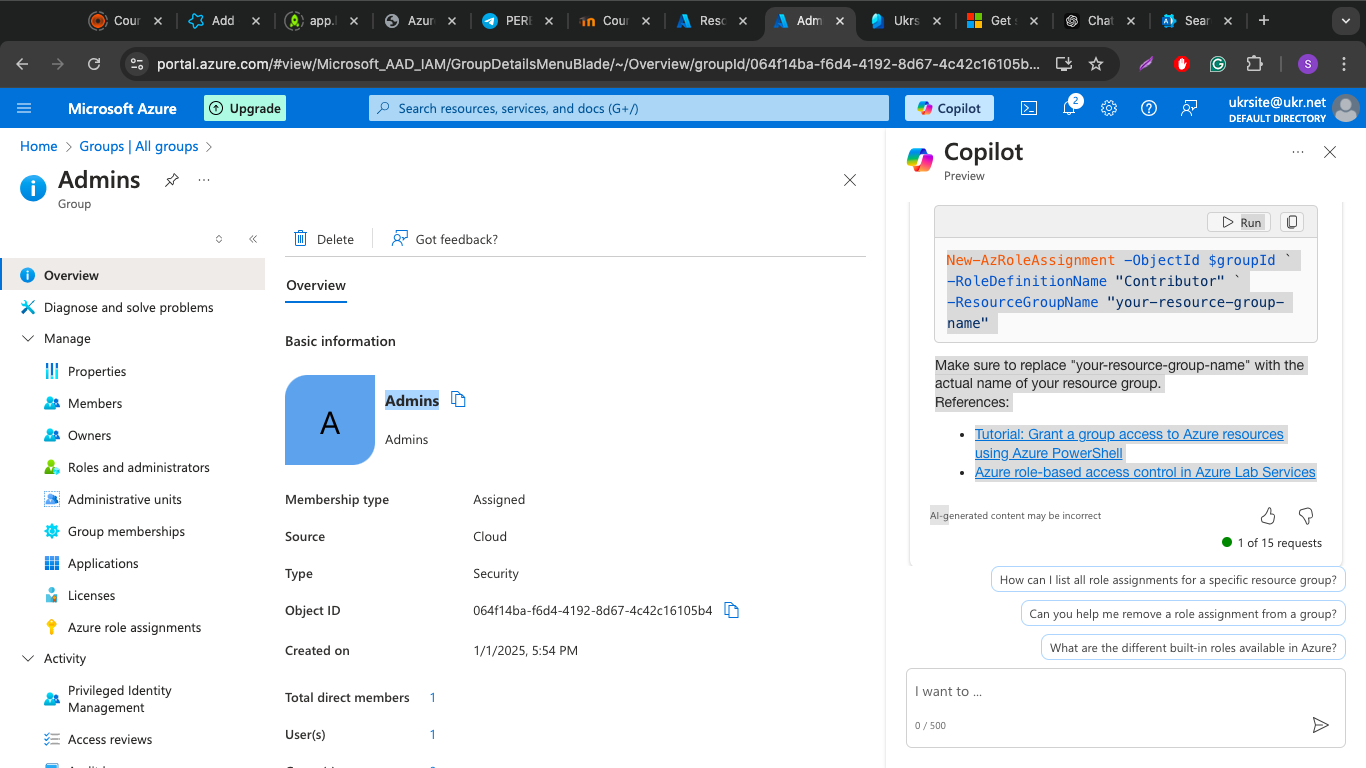 Cour
Add
app.l
Azur
PERE
Cour
Reso
Adm
Ukrs
Get s
Chat
Sear
portal.azure.com/#view/Microsoft_AAD_IAM/GroupDetailsMenuBlade/~/Overview/groupId/064f14ba-f6d4-4192-8d67-4c42c16105b...
S
Microsoft Azure
Upgrade
Search resources, services, and docs (G+/)
Copilot
2
ukrsite@ukr.net
DEFAULT DIRECTORY
Home > Groups | All groups >
Admins
Group
Overview
Diagnose and solve problems
Manage
Properties
Members
Owners
Roles and administrators
Administrative units
Group memberships
Applications
Licenses
Azure role assignments
Activity
Privileged Identity
Management
Access reviews
Delete
Got feedback?
Overview
Basic information
A
Admins
Admins
Membership type Assigned
Source Cloud
Type Security
Object ID 064f14ba-f6d4-4192-8d67-4c42c16105b4
Created on 1/1/2025, 5:54 PM
Total direct members 1
User(s) 1
Copilot
Preview
Run
New-AzRoleAssignment -ObjectId $groupId `
-RoleDefinitionName "Contributor" `
-ResourceGroupName "your-resource-group-
name"
Make sure to replace "your-resource-group-name" with the
actual name of your resource group.
References:
• Tutorial: Grant a group access to Azure resources
using Azure PowerShell
• Azure role-based access control in Azure Lab Services
AI-generated content may be incorrect
1 of 15 requests
How can I list all role assignments for a specific resource group?
Can you help me remove a role assignment from a group?
What are the different built-in roles available in Azure?
I want to ...
0 / 500